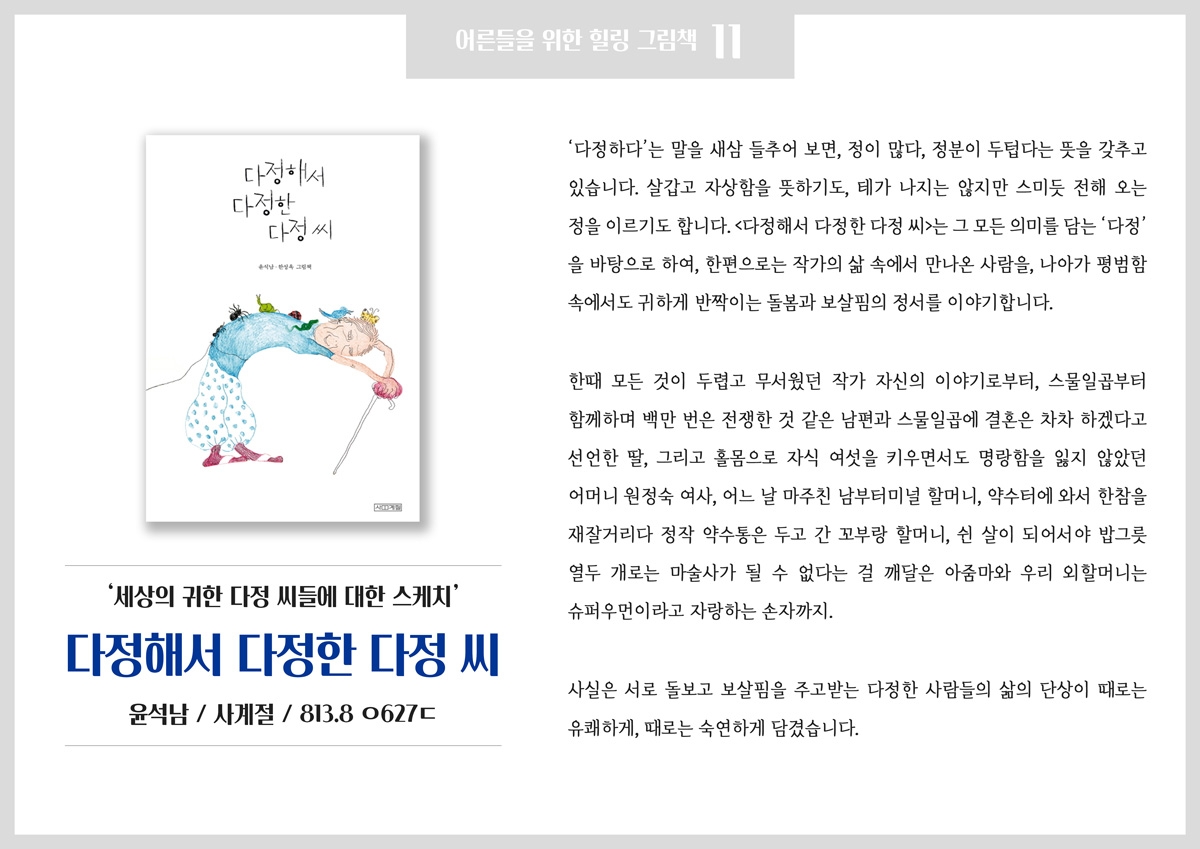 어른들을 위한 힐링 그림책 11
다정해서
다정한
다정 씨
윤석남·한성옥 그림책
사계절
‘세상의 귀한 다정 씨들에 대한 스케치’
다정해서 다정한 다정 씨
윤석남 / 사계절 / 813.8 ㅇ627ㄷ
‘다정하다’는 말을 새삼 들추어 보면, 정이 많다, 정분이 두텁다는 뜻을 갖추고
있습니다. 살갑고 자상함을 뜻하기도, 테가 나지는 않지만 스미듯 전해 오는
정을 이르기도 합니다. <다정해서 다정한 다정 씨>는 그 모든 의미를 담는 ‘다정’
을 바탕으로 하여, 한편으로는 작가의 삶 속에서 만나온 사람을, 나아가 평범함
속에서도 귀하게 반짝이는 돌봄과 보살핌의 정서를 이야기합니다.
한때 모든 것이 두렵고 무서웠던 작가 자신의 이야기로부터, 스물일곱부터
함께하며 백만 번은 전쟁한 것 같은 남편과 스물일곱에 결혼은 차차 하겠다고
선언한 딸, 그리고 홀몸으로 자식 여섯을 키우면서도 명랑함을 잃지 않았던
어머니 원정숙 여사, 어느 날 마주친 남부터미널 할머니, 약수터에 와서 한참을
재잘거리다 정작 약수통은 두고 간 꼬부랑 할머니, 쉰 살이 되어서야 밥그릇
열두 개로는 마술사가 될 수 없다는 걸 깨달은 아줌마와 우리 외할머니는
슈퍼우먼이라고 자랑하는 손자까지.
사실은 서로 돌보고 보살핌을 주고받는 다정한 사람들의 삶의 단상이 때로는
유쾌하게, 때로는 숙연하게 담겼습니다.